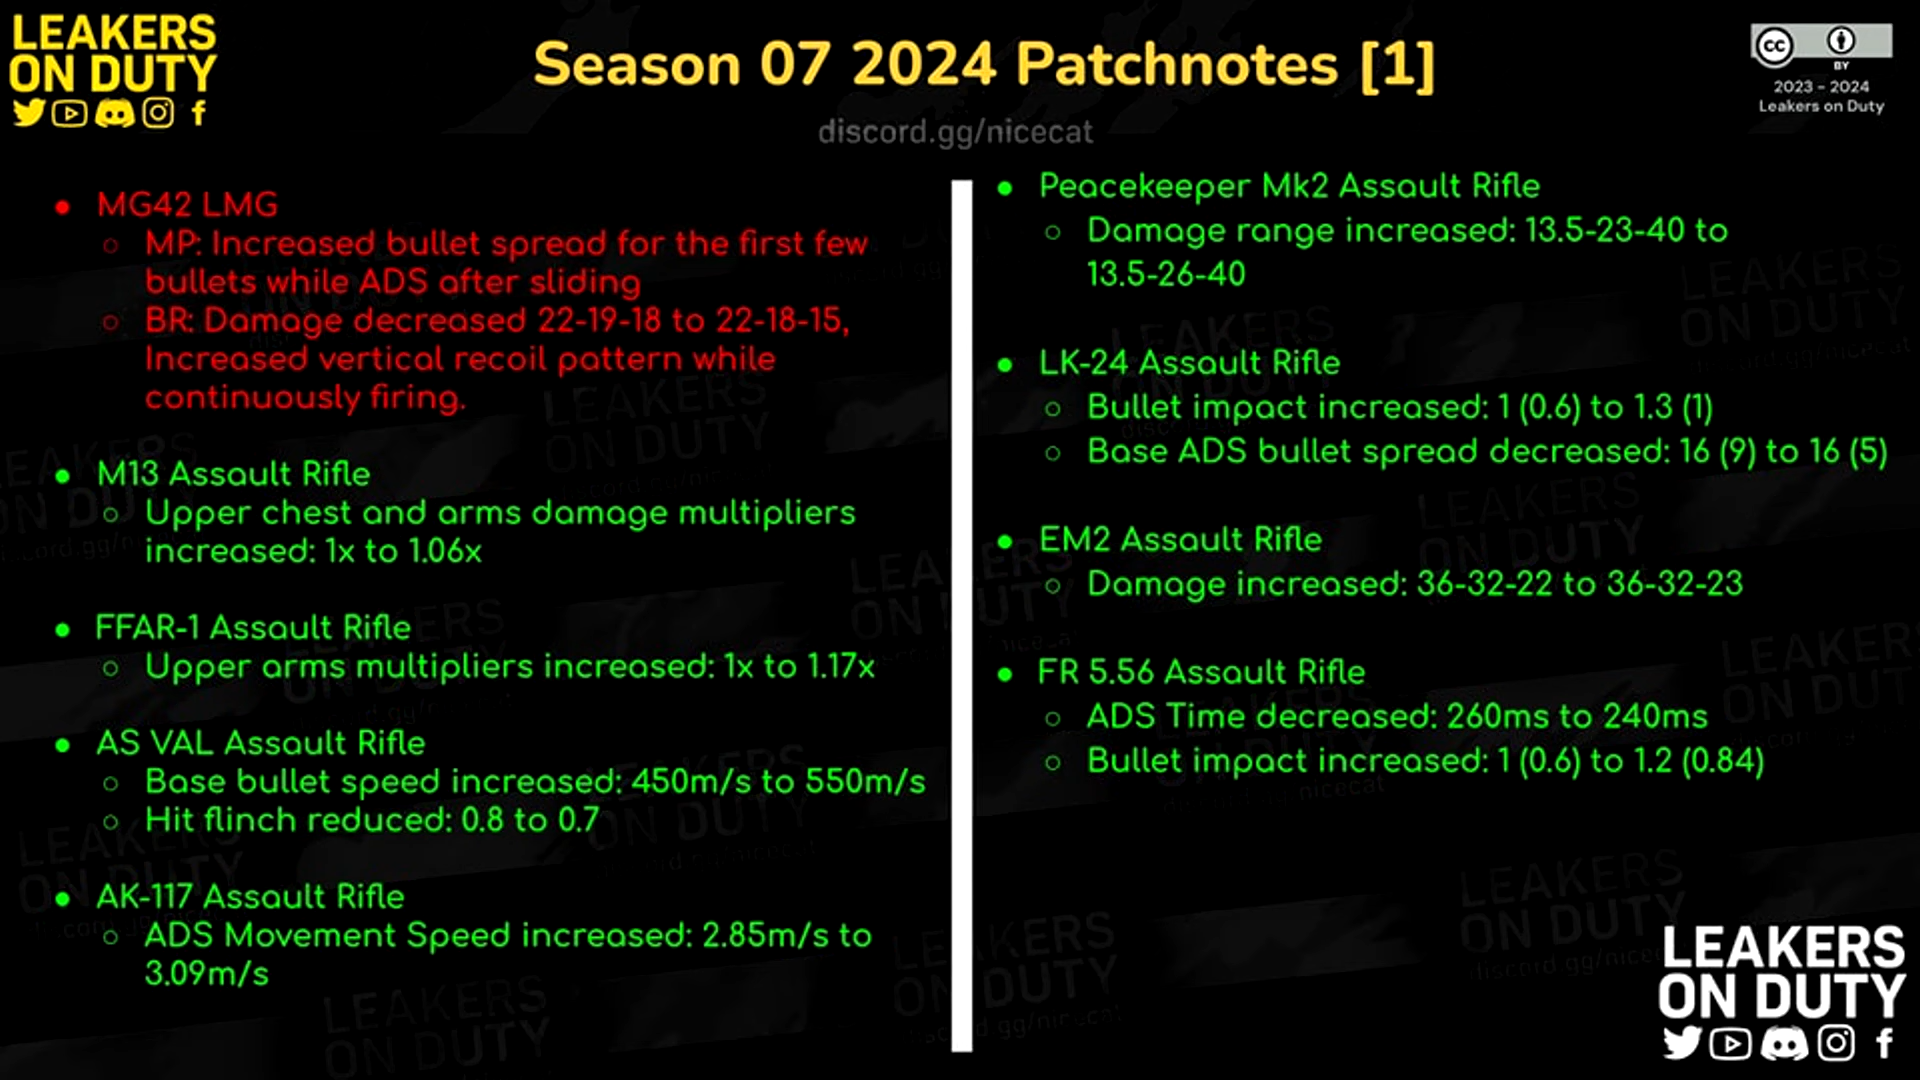 LEAKERS
ON DUTY
Season 07 2024 Patchnotes [1]
discord.gg/nicecat
cc
BY
2023 - 2024
Leakers on Duty
• MG42 LMG
○ MP: Increased bullet spread for the first few
bullets while ADS after sliding
○ BR: Damage decreased 22-19-18 to 22-18-15,
Increased vertical recoil pattern while
continuously firing.
• M13 Assault Rifle
○ Upper chest and arms damage multipliers
increased: 1x to 1.06x
• FFAR-1 Assault Rifle
○ Upper arms multipliers increased: 1x to 1.17x
• AS VAL Assault Rifle
○ Base bullet speed increased: 450m/s to 550m/s
○ Hit flinch reduced: 0.8 to 0.7
• AK-117 Assault Rifle
○ ADS Movement Speed increased: 2.85m/s to
3.09m/s
• Peacekeeper Mk2 Assault Rifle
○ Damage range increased: 13.5-23-40 to
13.5-26-40
• LK-24 Assault Rifle
○ Bullet impact increased: 1 (0.6) to 1.3 (1)
○ Base ADS bullet spread decreased: 16 (9) to 16 (5)
• EM2 Assault Rifle
○ Damage increased: 36-32-22 to 36-32-23
• FR 5.56 Assault Rifle
○ ADS Time decreased: 260ms to 240ms
○ Bullet impact increased: 1 (0.6) to 1.2 (0.84)
LEAKERS
ON DUTY